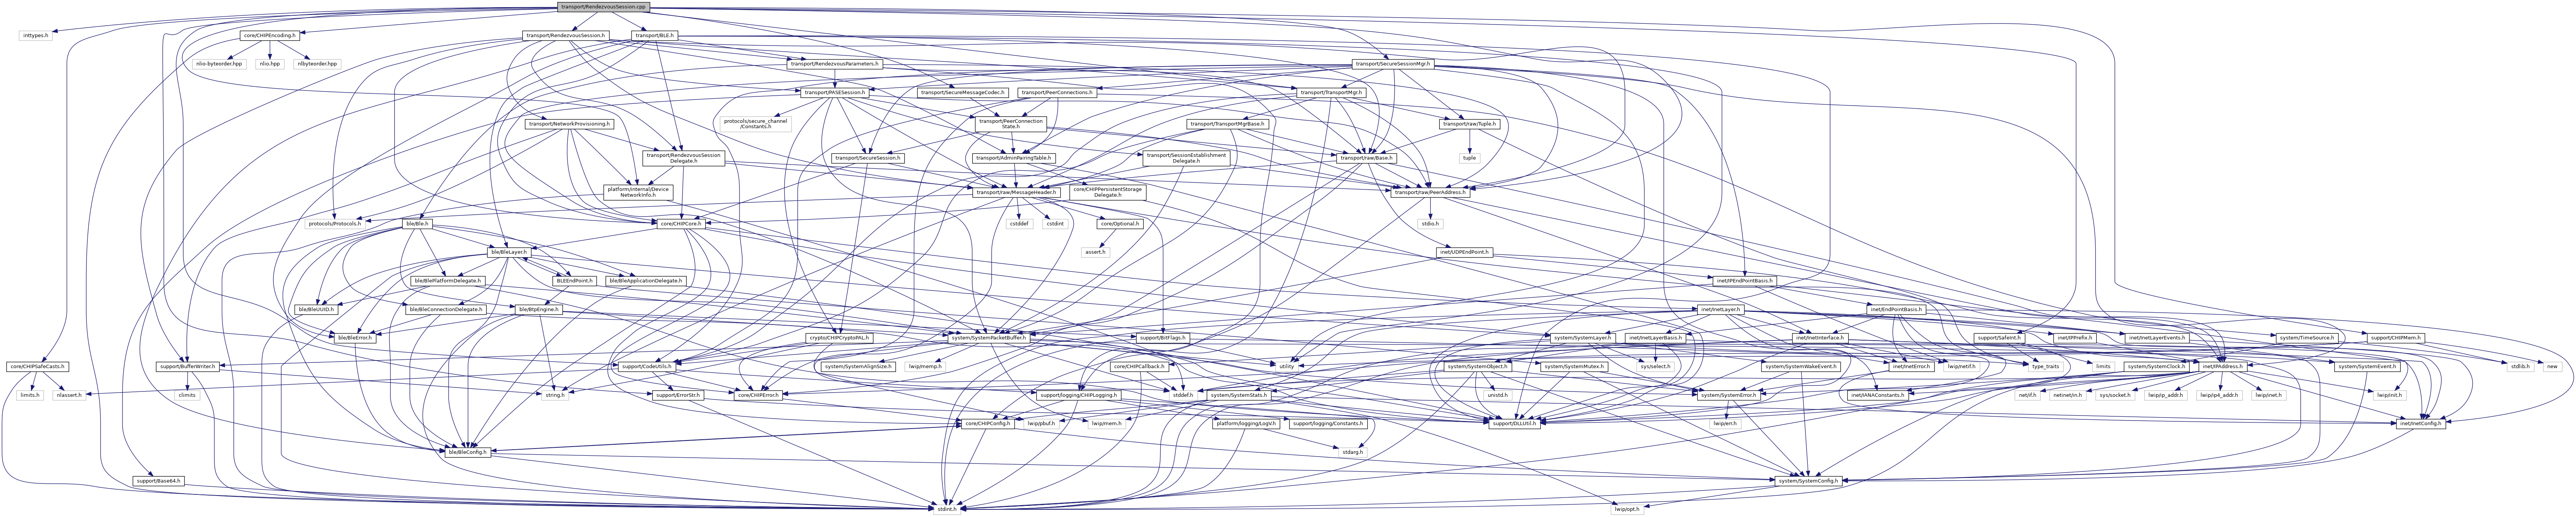 transport/RendezvousSession.cpp
inttypes.h
core/CHIPEncoding.h
transport/RendezvousSession.h
transport/BLE.h
nlio-byteorder.hpp
nlio.hpp
nlbyteorder.hpp
transport/RendezvousParameters.h
transport/SecureSessionMgr.h
transport/PASESession.h
transport/SecureMessageCodec.h
transport/PeerConnections.h
transport/TransportMgr.h
protocols/secure_channel
/Constants.h
transport/NetworkProvisioning.h
transport/PeerConnection
State.h
transport/TransportMgrBase.h
transport/raw/Tuple.h
transport/RendezvousSession
Delegate.h
transport/SecureSession.h
transport/AdminPairingTable.h
transport/SessionEstablishment
Delegate.h
transport/raw/Base.h
tuple
platform/internal/Device
NetworkInfo.h
transport/raw/MessageHeader.h
core/CHIPPersistentStorage
Delegate.h
transport/raw/PeerAddress.h
protocols/Protocols.h
ble/Ble.h
core/CHIPCore.h
cstddef
cstdint
core/Optional.h
stdio.h
ble/BleLayer.h
assert.h
inet/UDPEndPoint.h
ble/BlePlatformDelegate.h
BLEEndPoint.h
ble/BleApplicationDelegate.h
inet/IPEndPointBasis.h
ble/BleUUID.h
ble/BleConnectionDelegate.h
ble/BtpEngine.h
inet/InetLayer.h
inet/EndPointBasis.h
ble/BleError.h
system/SystemPacketBuffer.h
crypto/CHIPCryptoPAL.h
support/BitFlags.h
system/SystemLayer.h
inet/InetLayerBasis.h
inet/InetInterface.h
support/SafeInt.h
inet/IPPrefix.h
inet/InetLayerEvents.h
system/TimeSource.h
support/CHIPMem.h
core/CHIPSafeCasts.h
support/BufferWriter.h
support/CodeUtils.h
system/SystemAlignSize.h
lwip/memp.h
core/CHIPCallback.h
utility
system/SystemObject.h
system/SystemMutex.h
sys/select.h
system/SystemWakeEvent.h
inet/InetError.h
lwip/netif.h
type_traits
limits
system/SystemClock.h
inet/IPAddress.h
system/SystemEvent.h
stdlib.h
new
limits.h
nlassert.h
climits
string.h
support/ErrorStr.h
core/CHIPError.h
support/logging/CHIPLogging.h
stddef.h
system/SystemStats.h
unistd.h
system/SystemError.h
inet/IANAConstants.h
net/if.h
netinet/in.h
sys/socket.h
lwip/ip_addr.h
lwip/ip4_addr.h
lwip/inet.h
lwip/init.h
core/CHIPConfig.h
lwip/pbuf.h
lwip/mem.h
platform/logging/LogV.h
support/logging/Constants.h
support/DLLUtil.h
lwip/err.h
inet/InetConfig.h
ble/BleConfig.h
stdarg.h
support/Base64.h
system/SystemConfig.h
stdint.h
lwip/opt.h